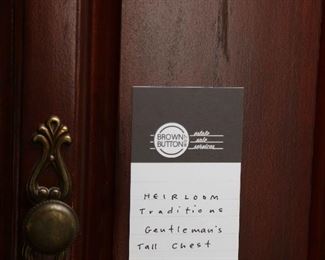 BROWN
BUTTON
estate
sale
services
HEIRLOOM
Traditions
Gentleman's
Tall Chest